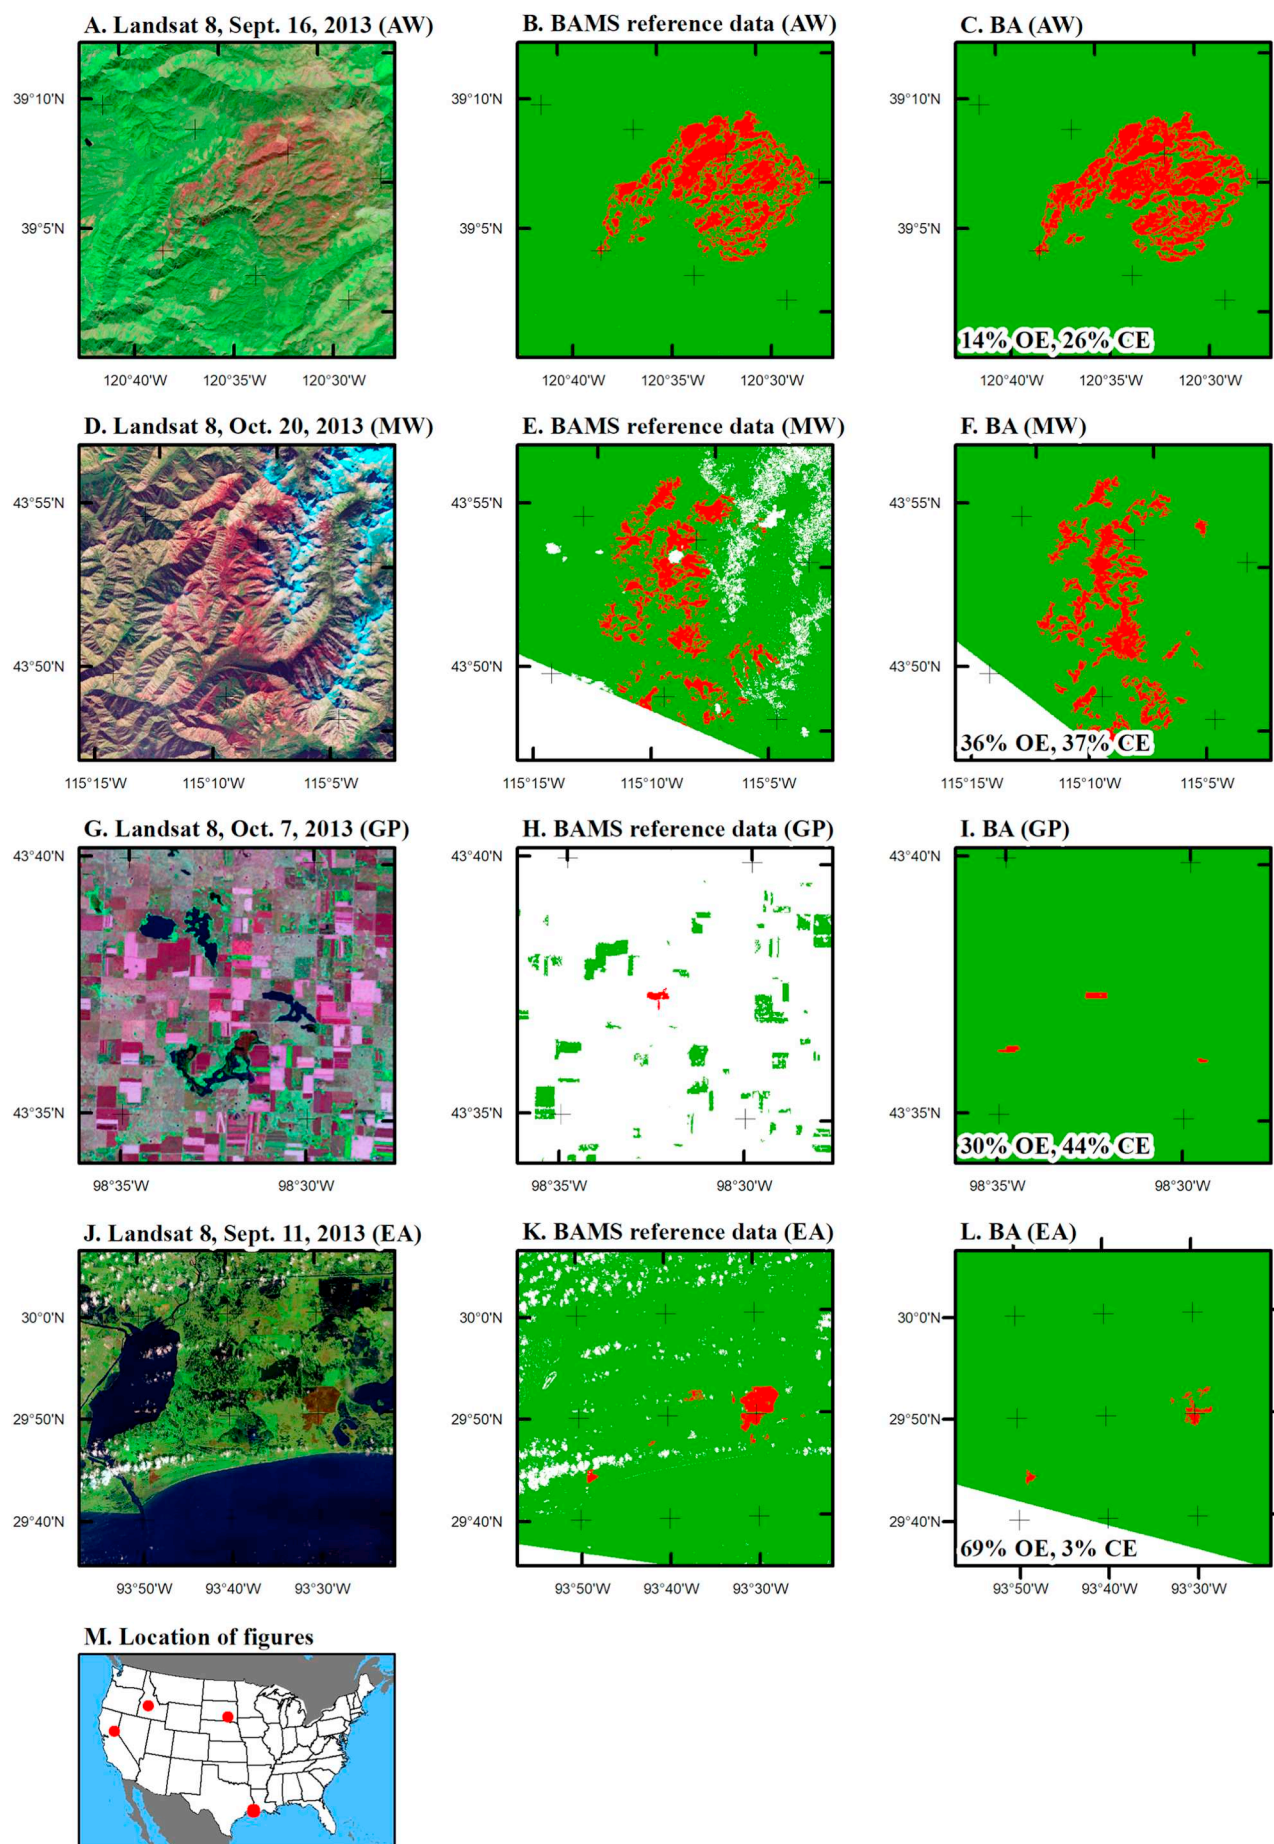 A. Landsat 8, Sept. 16, 2013 (AW)
B. BAMS reference data (AW)
C. BA (AW)
39°10'N
39°5'N
14% OE, 26% CE
120°40'W 120°35'W 120°30'W
120°40'W 120°35'W 120°30'W
120°40'W 120°35'W 120°30'W
D. Landsat 8, Oct. 20, 2013 (MW)
E. BAMS reference data (MW)
F. BA (MW)
43°55'N
43°55'N
43°55'N
43°50'N
43°50'N
43°50'N
36% OE, 37% CE
115°15'W 115°10'W 115°5'W
115°15'W 115°10'W 115°5'W
115°15'W 115°10'W 115°5'W
G. Landsat 8, Oct. 7, 2013 (GP)
H. BAMS reference data (GP)
I. BA (GP)
43°40'N
43°40'N
43°40'N
43°35'N
43°35'N
43°35'N
30% OE, 44% CE
98°35'W 98°30'W
98°35'W 98°30'W
98°35'W 98°30'W
J. Landsat 8, Sept. 11, 2013 (EA)
K. BAMS reference data (EA)
L. BA (EA)
30°0'N
30°0'N
30°0'N
29°50'N
29°50'N
29°50'N
29°40'N
29°40'N
29°40'N
69% OE, 3% CE
93°50'W 93°40'W 93°30'W
93°50'W 93°40'W 93°30'W
93°50'W 93°40'W 93°30'W
M. Location of figures